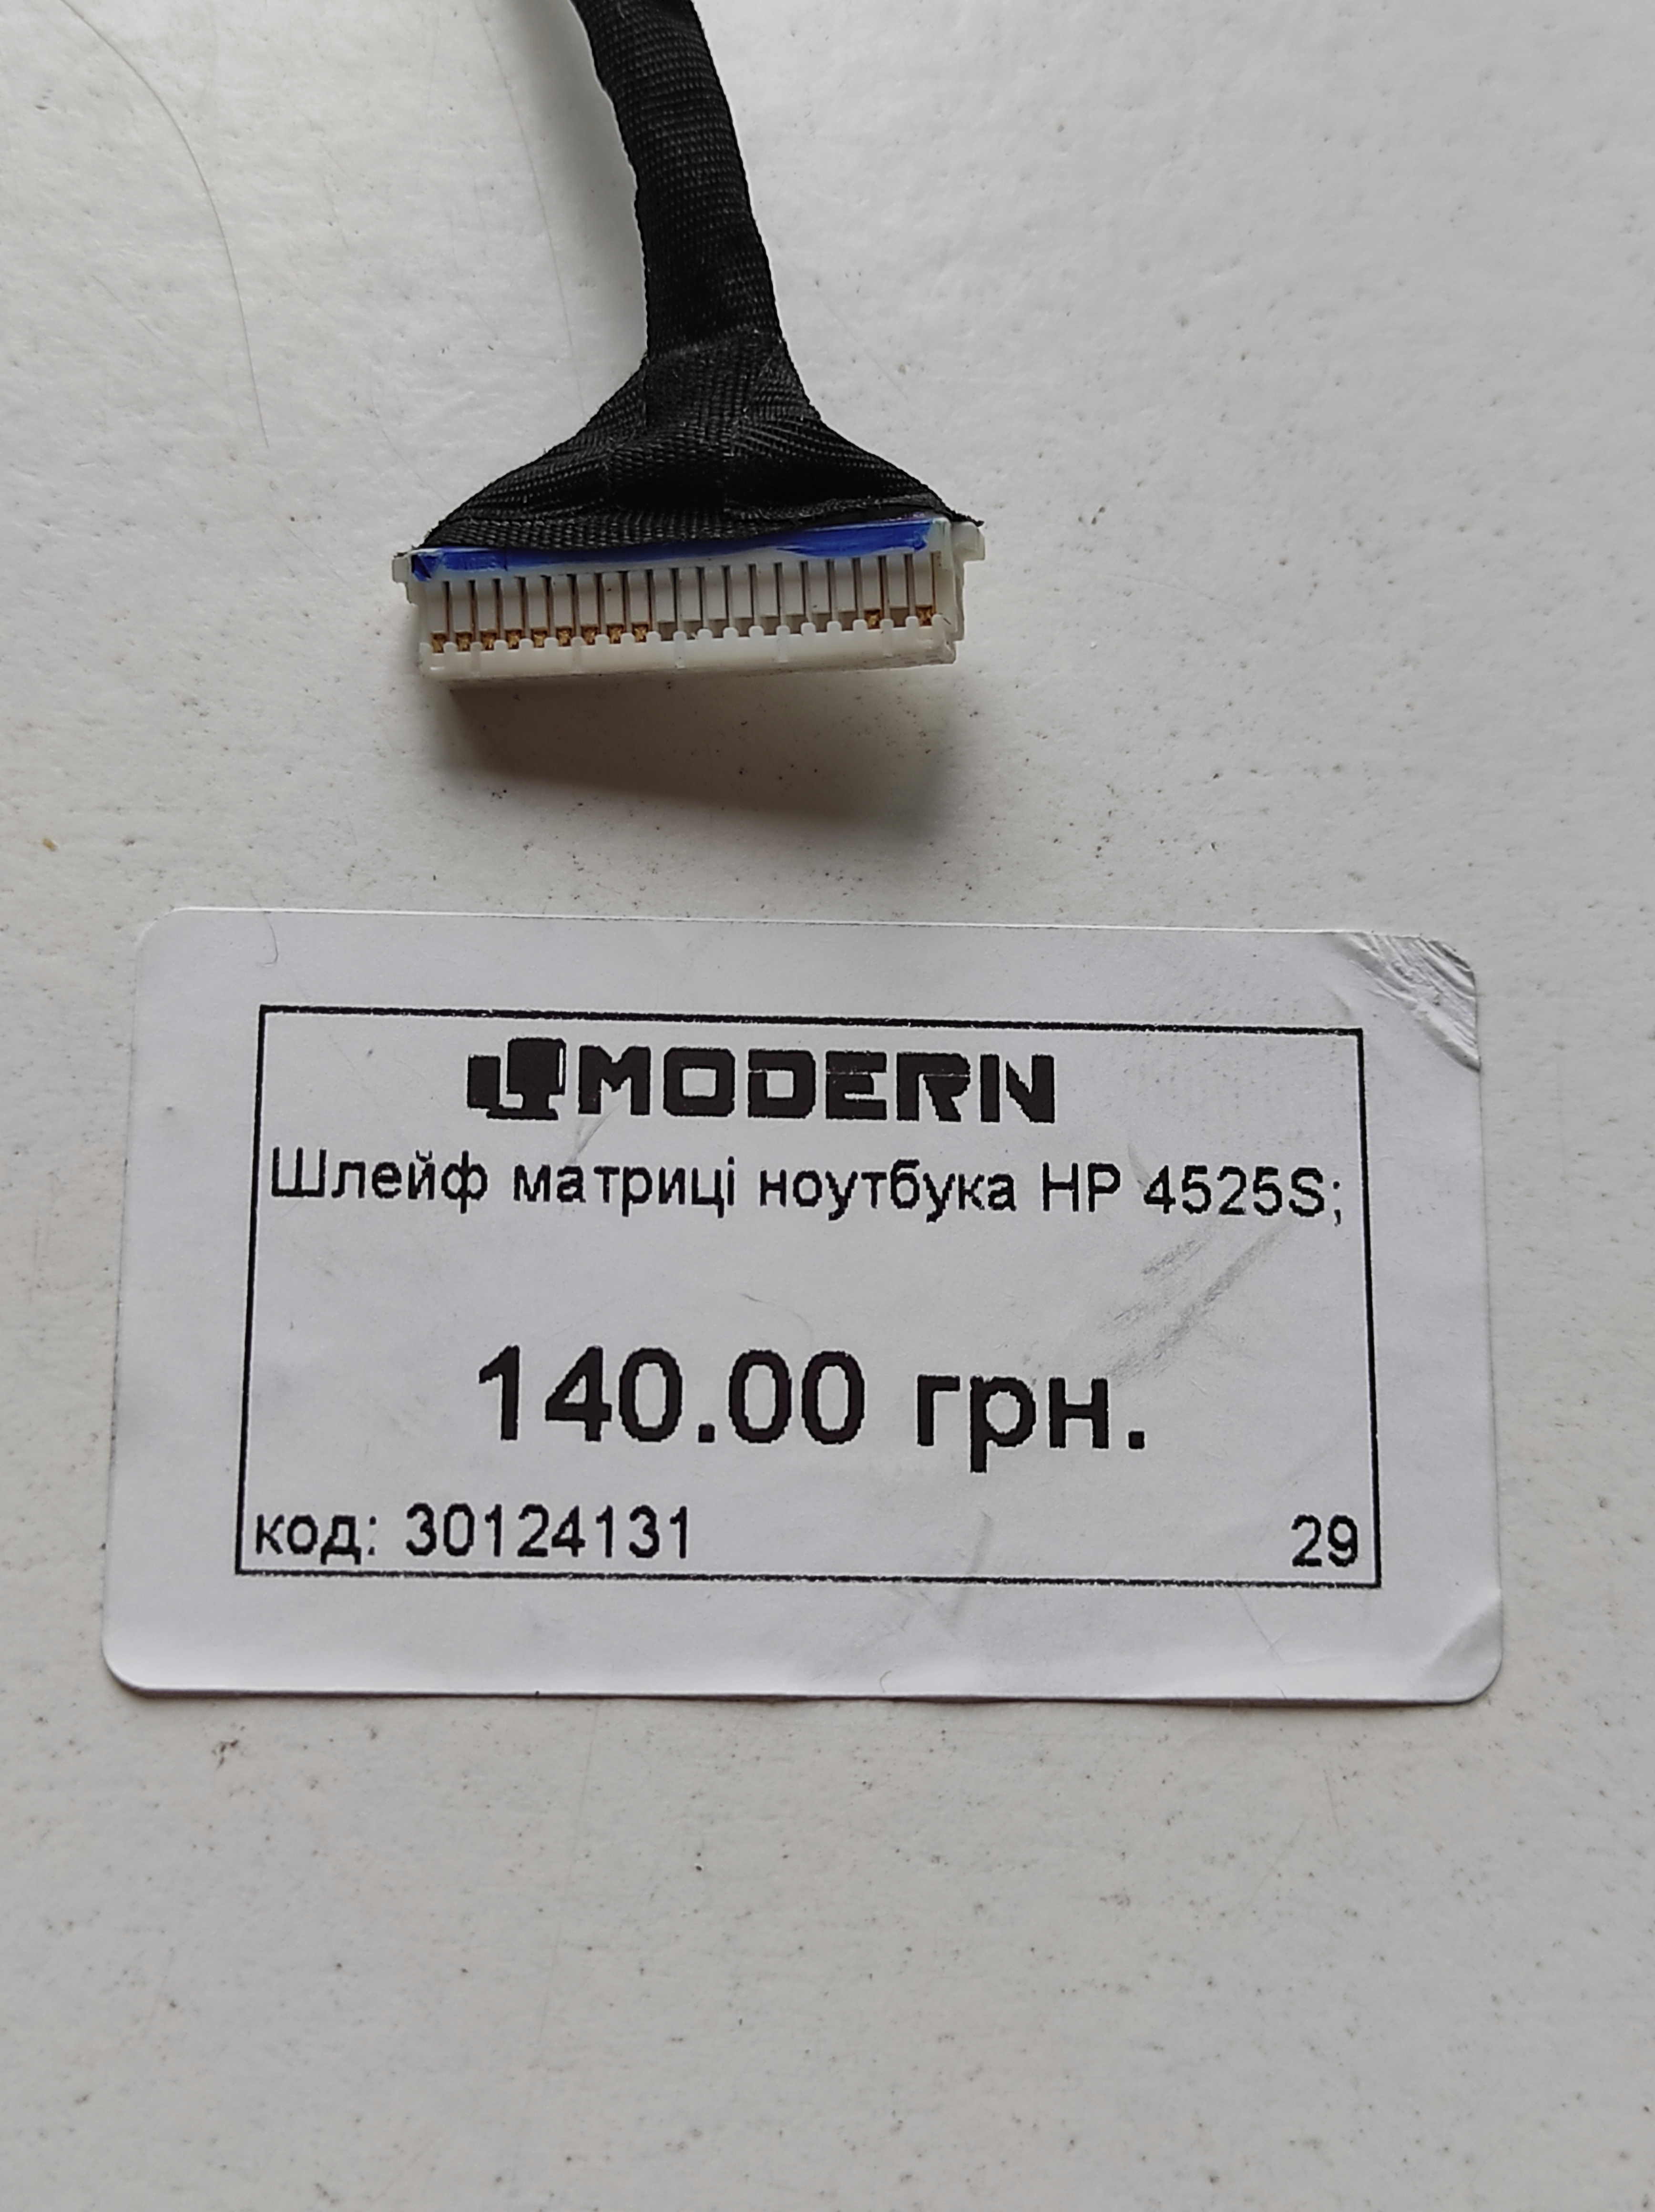 MODERN
Шлейф матриці ноутбука HP 4525S;
140.00 грн.
код: 30124131 29